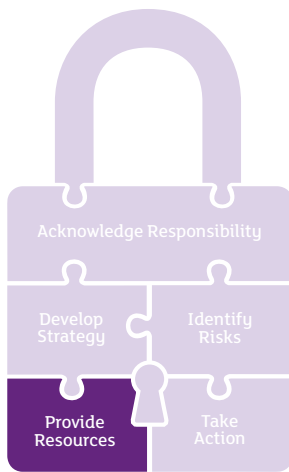 Acknowledge Responsibility
Develop
Strategy
Identify
Risks
Provide
Resources
Take
Action